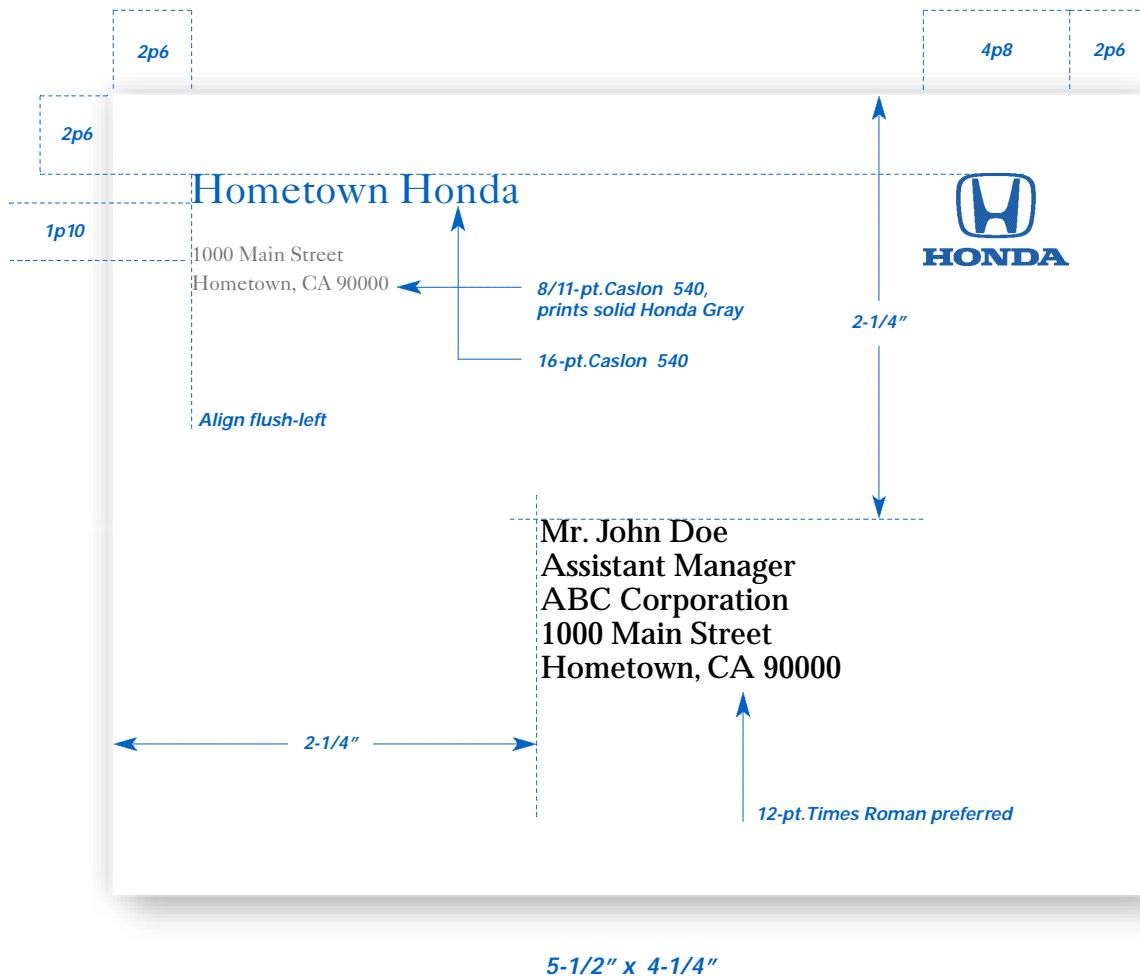 2p6
4p8
2p6
2p6
Hometown Honda
1p10
1000 Main Street
Hometown, CA 90000
HONDA
8/11-pt.Caslon 540,
prints solid Honda Gray
2-1/4″
16-pt.Caslon 540
Align flush-left
Mr. John Doe
Assistant Manager
ABC Corporation
1000 Main Street
Hometown, CA 90000
2-1/4″
12-pt.Times Roman preferred
5-1/2″ x 4-1/4″